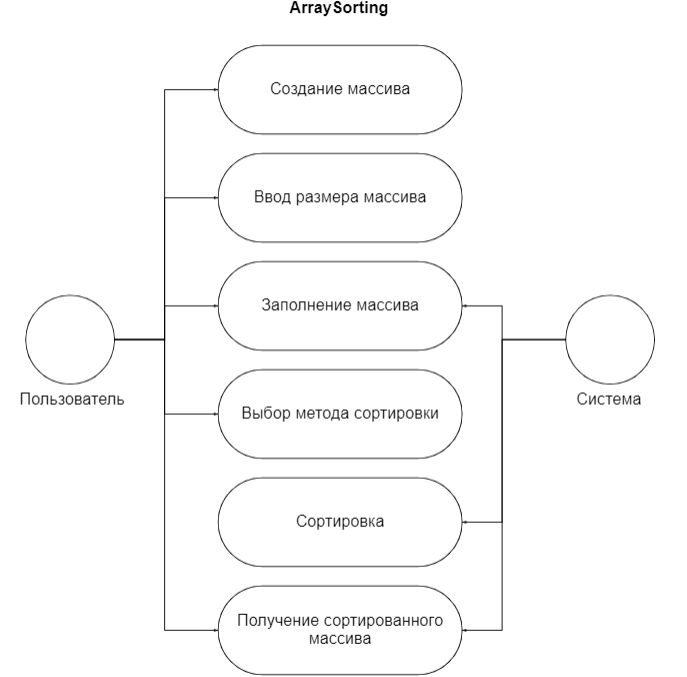 ArraySorting
Создание массива
Ввод размера массива
Заполнение массива
Пользователь
Система
Выбор метода сортировки
Сортировка
Получение сортированного
массива